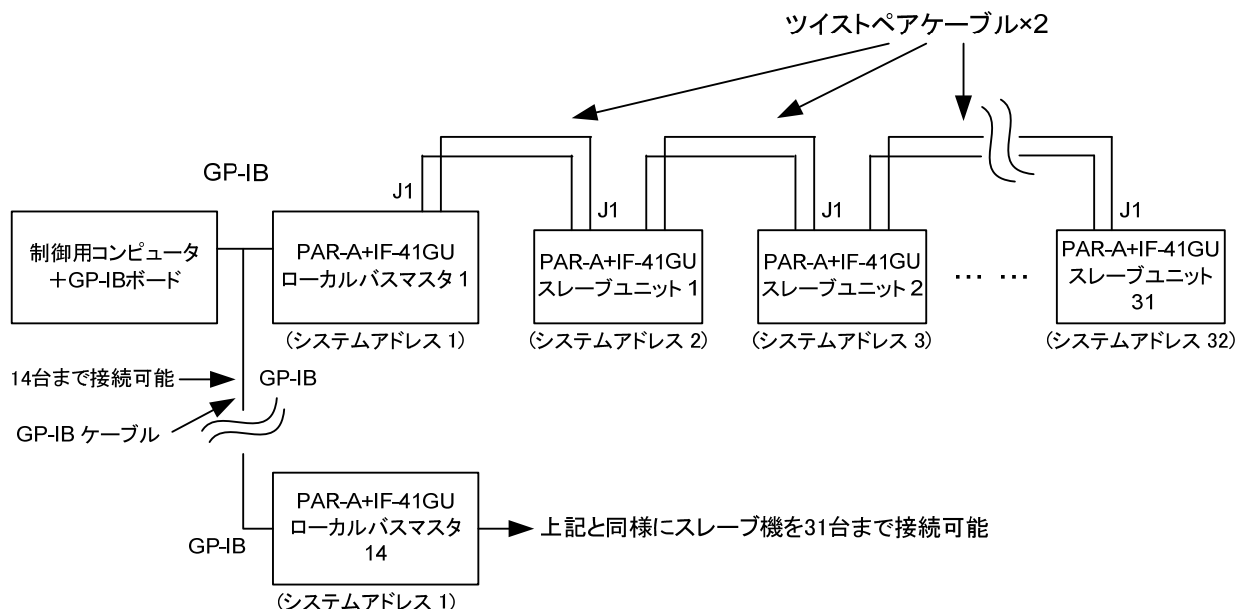 ツイストペアケーブル×2
GP-IB
J1
J1
J1
J1
制御用コンピュータ
+GP-IBボード
PAR-A+IF-41GU
ローカルバスマスタ 1
(システムアドレス 1)
PAR-A+IF-41GU
スレーブユニット 1
(システムアドレス 2)
PAR-A+IF-41GU
スレーブユニット 2
(システムアドレス 3)
… …
PAR-A+IF-41GU
スレーブユニット
31
(システムアドレス 32)
14台まで接続可能
GP-IB
GP-IB ケーブル
PAR-A+IF-41GU
ローカルバスマスタ
14
GP-IB
(システムアドレス 1)
上記と同様にスレーブ機を31台まで接続可能